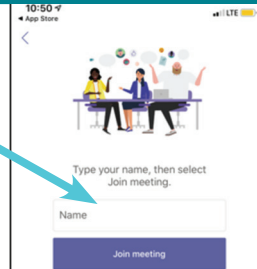 10:50
LTE
◀ App Store
Type your name, then select
Join meeting.
Name
Join meeting